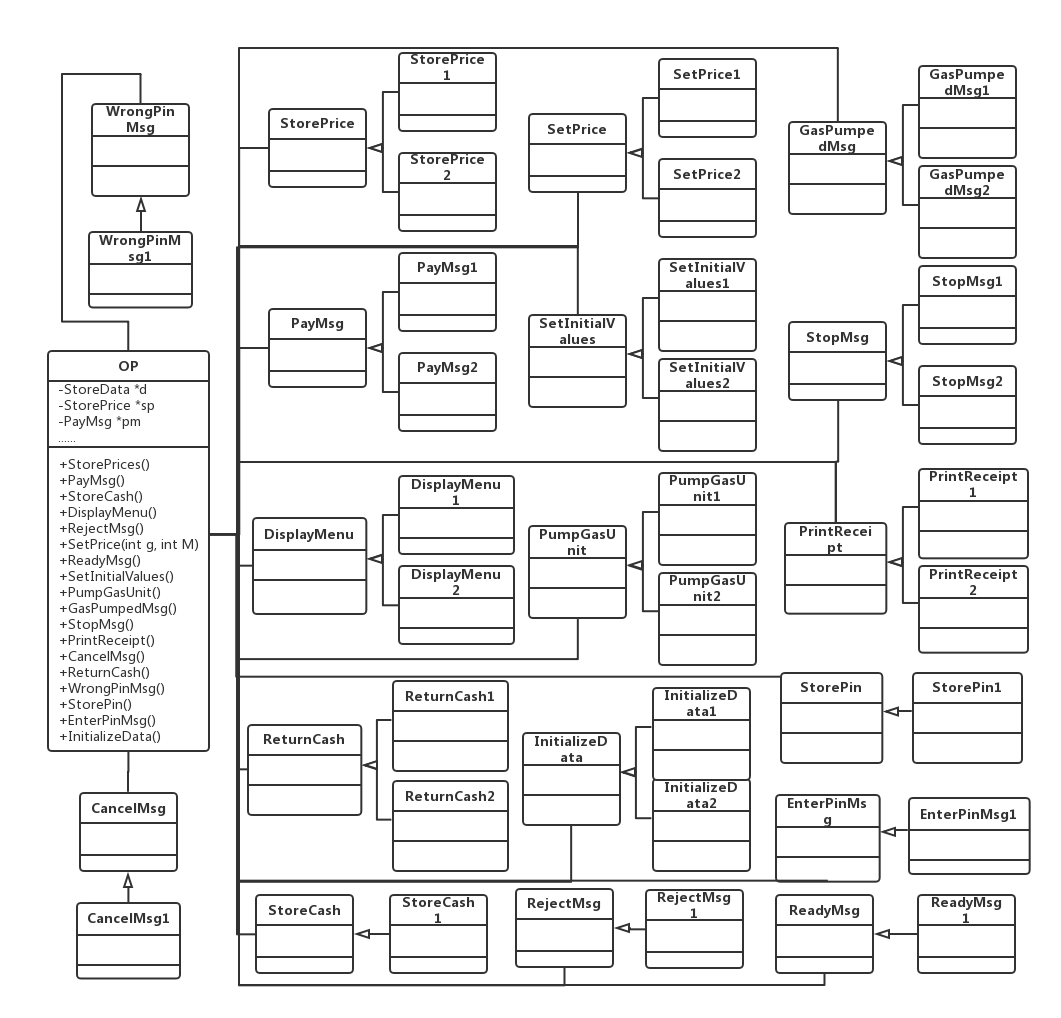 WrongPin
Msg
WrongPinM
sg1
OP
-StoreData *d
-StorePrice *sp
-PayMsg *pm
......
+StorePrices()
+PayMsg()
+StoreCash()
+DisplayMenu()
+RejectMsg()
+SetPrice(int g, int M)
+ReadyMsg()
+SetInitialValues()
+PumpGasUnit()
+GasPumpedMsg()
+StopMsg()
+PrintReceipt()
+CancelMsg()
+ReturnCash()
+WrongPinMsg()
+StorePin()
+EnterPinMsg()
+InitializeData()
CancelMsg
CancelMsg1
StorePrice
StorePrice
1
StorePrice
2
SetPrice
SetPrice1
SetPrice2
GasPumpe
dMsg
GasPumpe
dMsg1
GasPumpe
dMsg2
PayMsg
PayMsg1
PayMsg2
SetInitialV
alues
SetInitialV
alues1
SetInitialV
alues2
StopMsg
StopMsg1
StopMsg2
DisplayMenu
DisplayMenu
1
DisplayMenu
2
PumpGasU
nit
PumpGasU
nit1
PumpGasU
nit2
PrintRecei
pt
PrintReceipt
1
PrintReceipt
2
ReturnCash
ReturnCash1
ReturnCash2
InitializeD
ata
InitializeD
ata1
InitializeD
ata2
StorePin
StorePin1
EnterPinMs
g
EnterPinMsg1
StoreCash
StoreCash
1
RejectMsg
RejectMsg
1
ReadyMsg
ReadyMsg
1